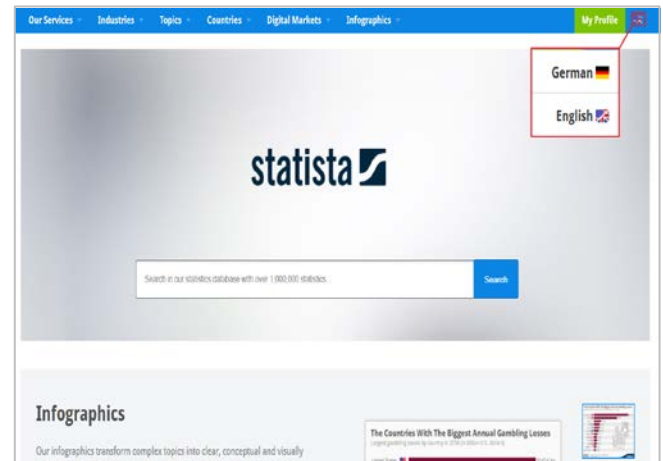 Our Services Industries Topics Countries Digital Markets Infographics My Profile
German
English
statista
Search in our statistics database with over 1,000,000 statistics Search
Infographics
Our infographics transform complex topics into clear, conceptual and visually
The Countries With The Biggest Annual Gambling Losses